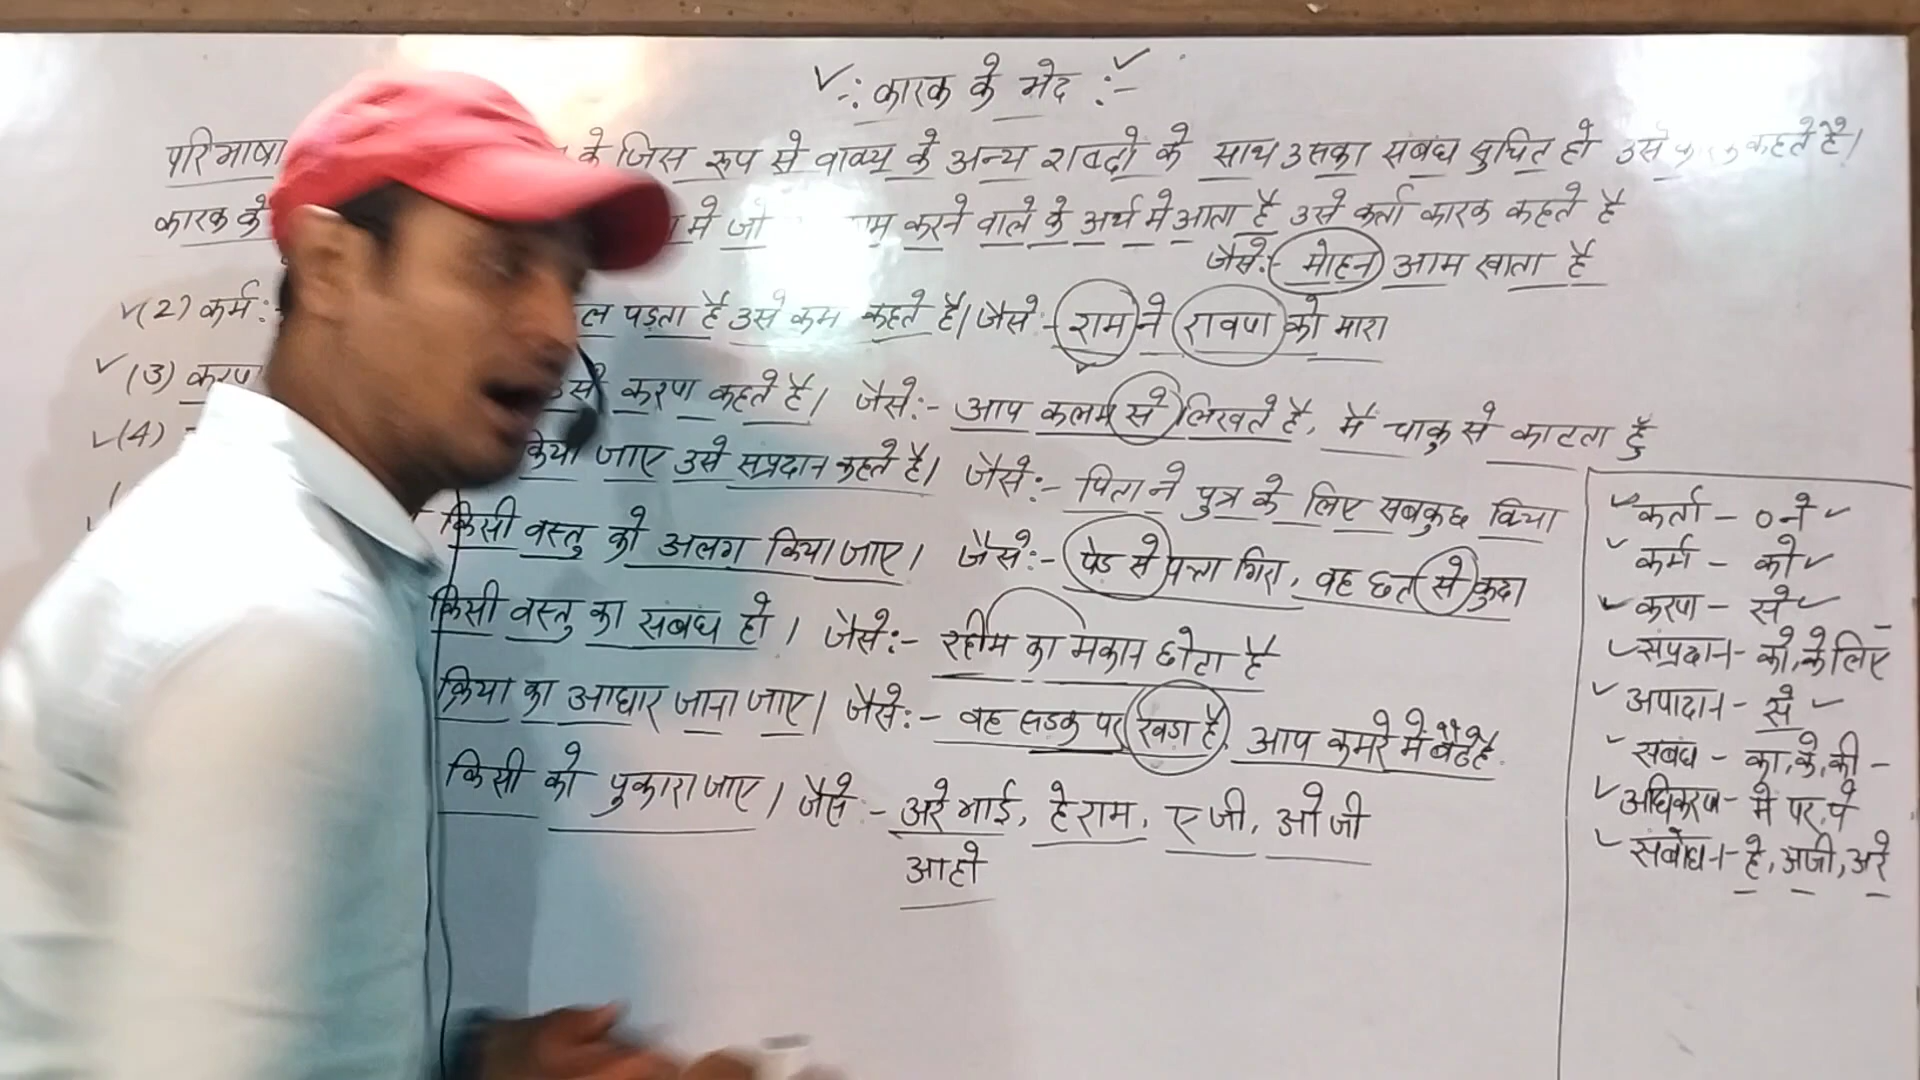 :- कारक के भेद :-
परिभाषा के जिस रूप से वाक्य के अन्य शब्दों के साथ उसका संबंध सुचित हो उसे कहते है।
कारक के मे जो करने वाले के अर्थ मे आता है उसे कर्ता कारक कहते है
जैसे:- मोहन आम खाता है
(2) कर्म:- पड़ता है उसे कर्म कहते है। जैसे:- राम ने रावण को मारा
(3) करण उसे करण कहते है। जैसे:- आप कलम से लिखते है, मैं चाकु से काटता हूँ
(4) किया जाए उसे संप्रदान कहते है। जैसे:- पिता ने पुत्र के लिए सबकुछ किया
किसी वस्तु को अलग किया जाए। जैसे:- पेड़ से पत्ता गिरा, वह छत से कुदा
किसी वस्तु का संबंध हो। जैसे:- रहीम का मकान छोटा है
क्रिया का आधार जाना जाए। जैसे:- वह सड़क पर खड़ा है, आप कमरे मे बैठे है.
किसी को पुकारा जाए। जैसे:- अरे भाई, हे राम, ए जी, ओ जी
आहो
कर्ता - ० ने
कर्म - को
करण - से
संप्रदान - को, के लिए
अपादान - से
संबंध - का, के, की
अधिकरण - मे पर, पे
संबोधन - हे, अजी, अरे